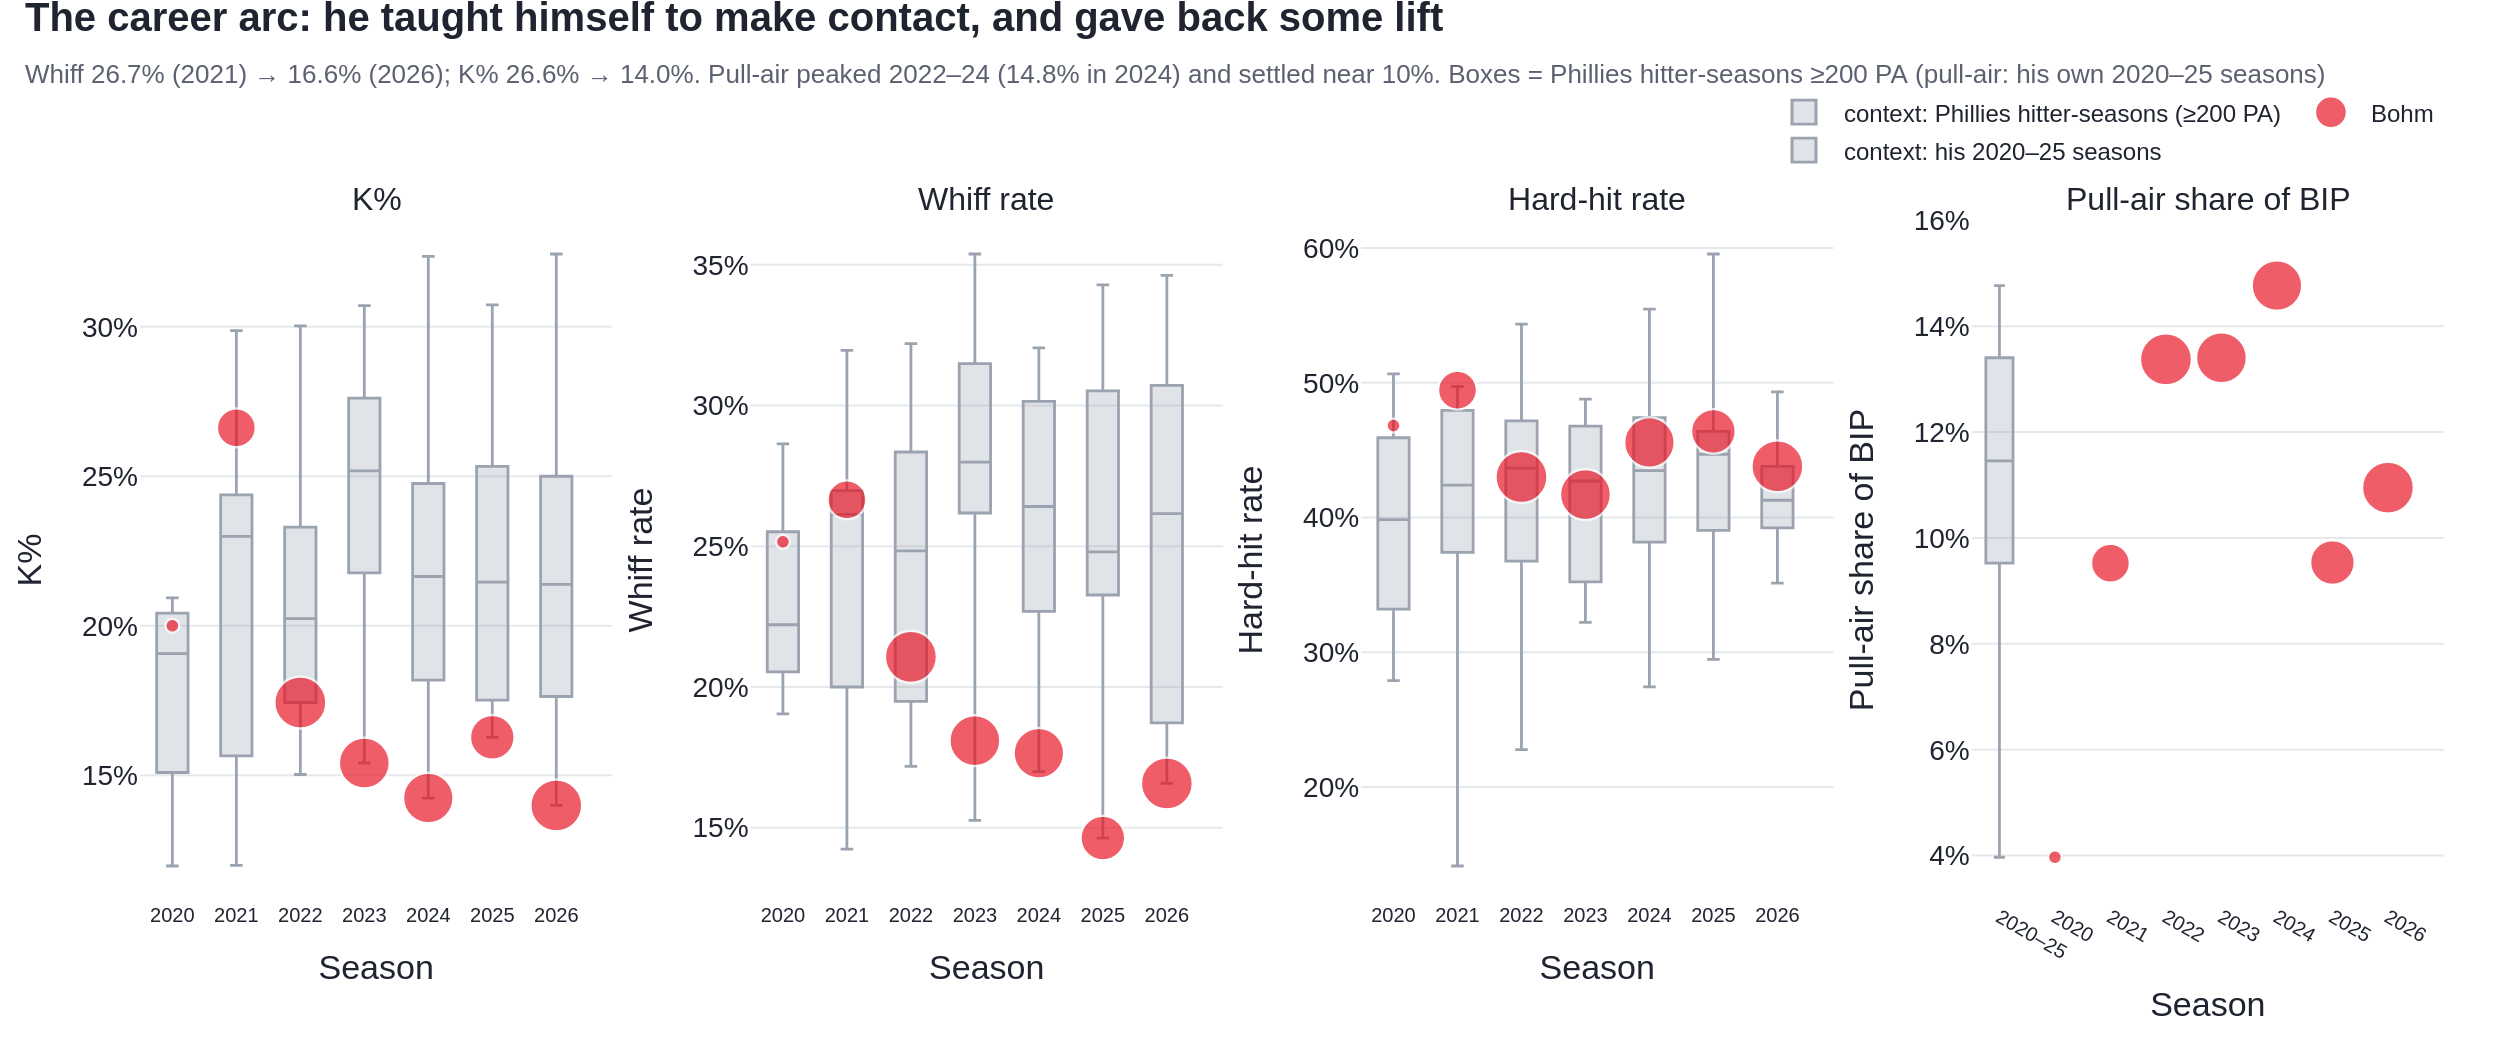 The career arc: he taught himself to make contact, and gave back some lift
Whiff 26.7% (2021) → 16.6% (2026); K% 26.6% → 14.0%. Pull-air peaked 2022–24 (14.8% in 2024) and settled near 10%. Boxes = Phillies hitter-seasons ≥200 PA (pull-air: his own 2020–25 seasons)
context: Phillies hitter-seasons (≥200 PA)
Bohm
context: his 2020–25 seasons
K%
30%
25%
20%
15%
K%
2020 2021 2022 2023 2024 2025 2026
Season
Whiff rate
35%
30%
25%
20%
15%
Whiff rate
2020 2021 2022 2023 2024 2025 2026
Season
Hard-hit rate
60%
50%
40%
30%
20%
Hard-hit rate
2020 2021 2022 2023 2024 2025 2026
Season
Pull-air share of BIP
16%
14%
12%
10%
8%
6%
4%
Pull-air share of BIP
2020–25 2020 2021 2022 2023 2024 2025 2026
Season